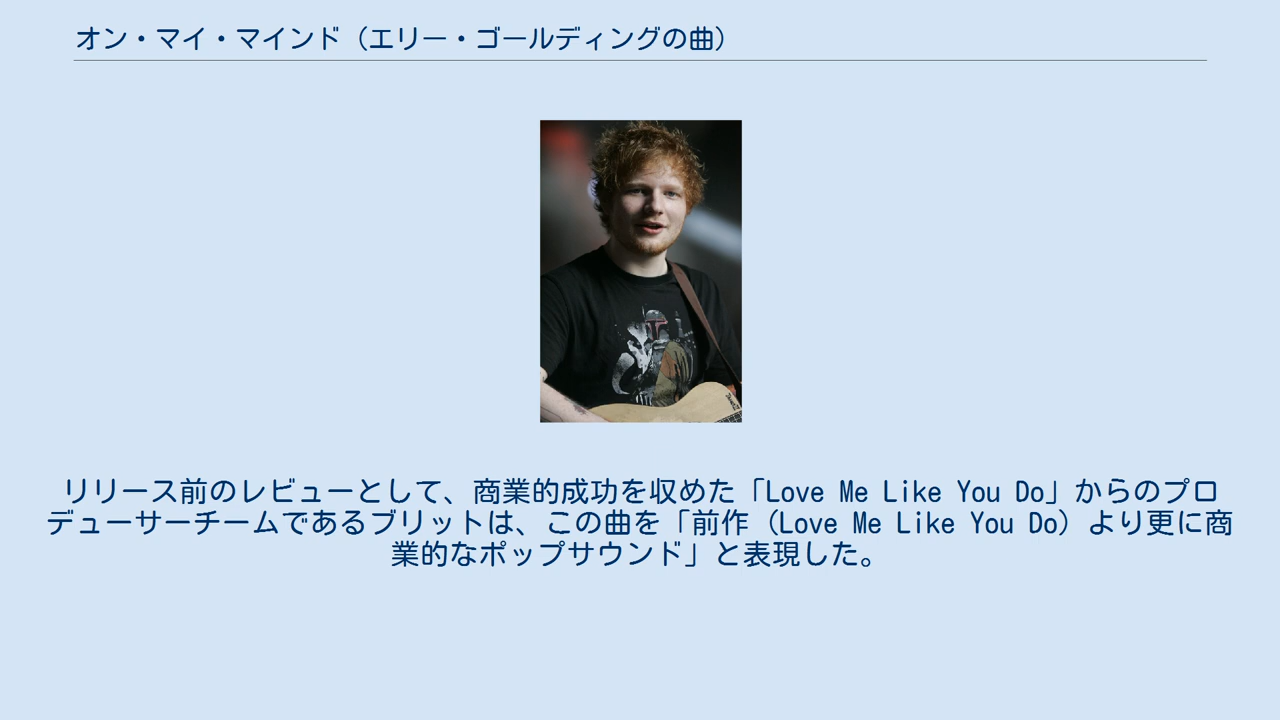 オン・マイ・マインド（エリー・ゴールディングの曲）
リリース前のレビューとして、商業的成功を収めた「Love Me Like You Do」からのプロ
デューサーチームであるブリットは、この曲を「前作（Love Me Like You Do）より更に商
業的なポップサウンド」と表現した。